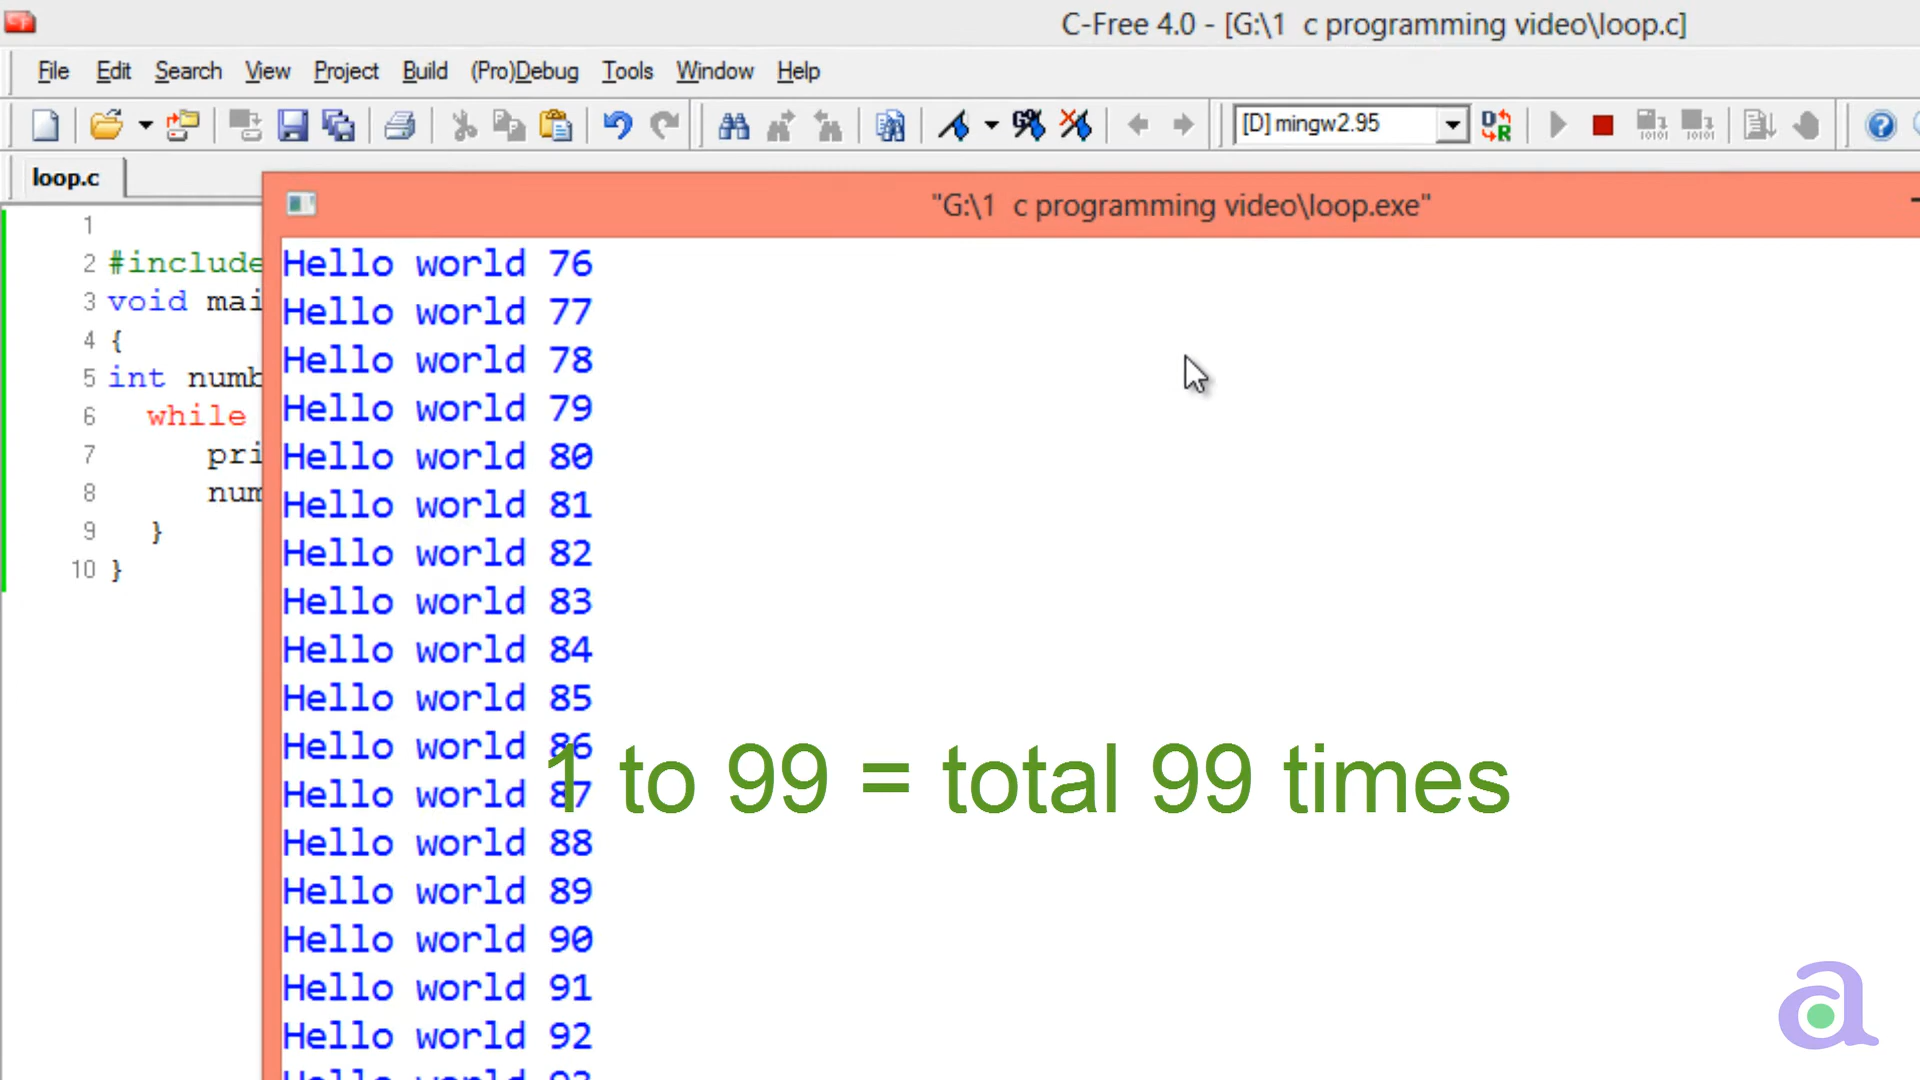 C-Free 4.0 - [G:\1 c programming video\loop.c]
File Edit Search View Project Build (Pro)Debug Tools Window Help
[D] mingw2.95
loop.c
"G:\1 c programming video\loop.exe"
1
2 #include
3 void mai
4 {
5 int numb
6 while
7 pri
8 num
9 }
10 }
Hello world 76
Hello world 77
Hello world 78
Hello world 79
Hello world 80
Hello world 81
Hello world 82
Hello world 83
Hello world 84
Hello world 85
Hello world 86
1 to 99 = total 99 times
Hello world 87
Hello world 88
Hello world 89
Hello world 90
Hello world 91
Hello world 92
Hello world 93
a